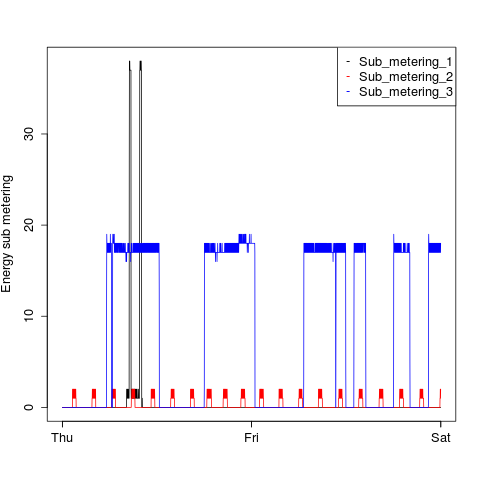 Sub_metering_1
Sub_metering_2
Sub_metering_3
Energy sub metering
30
20
10
0
Thu
Fri
Sat